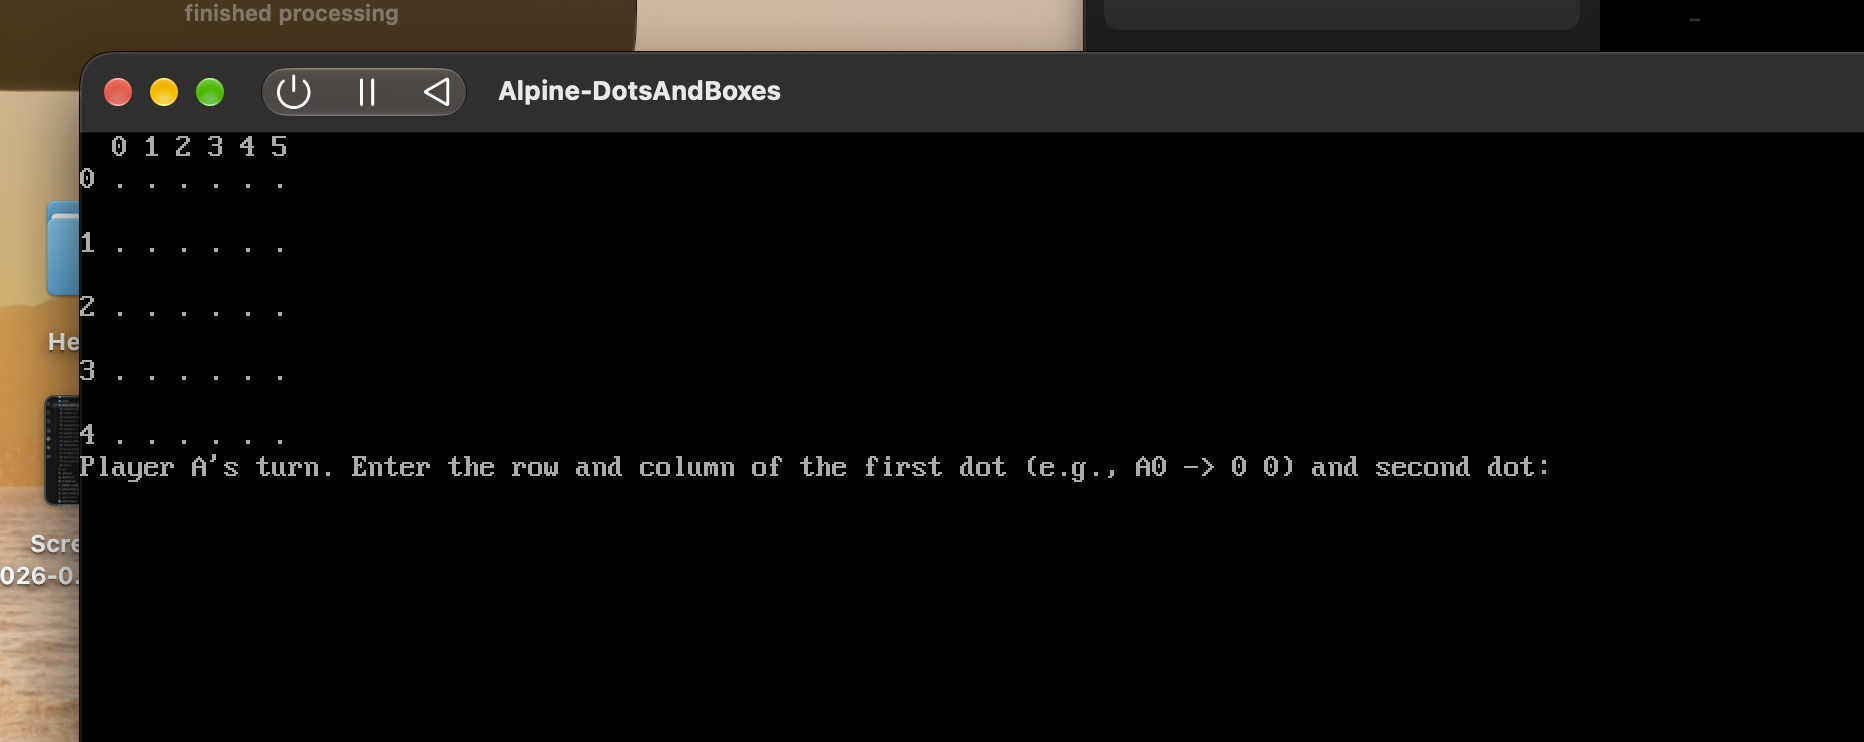 finished processing
Alpine-DotsAndBoxes
0 1 2 3 4 5
0 . . . . . .
1 . . . . . .
2 . . . . . .
3 . . . . . .
4 . . . . . .
Player A's turn. Enter the row and column of the first dot (e.g., A0 -> 0 0) and second dot:
He
Scre
026-0.